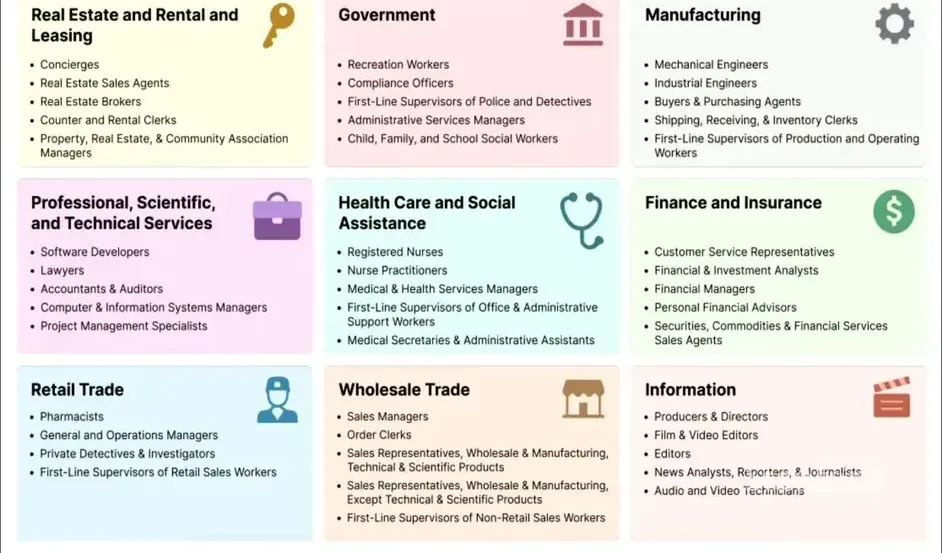 Real Estate and Rental and
Leasing
• Concierges
• Real Estate Sales Agents
• Real Estate Brokers
• Counter and Rental Clerks
• Property, Real Estate, & Community Association
Managers
Government
• Recreation Workers
• Compliance Officers
• First-Line Supervisors of Police and Detectives
• Administrative Services Managers
• Child, Family, and School Social Workers
Manufacturing
• Mechanical Engineers
• Industrial Engineers
• Buyers & Purchasing Agents
• Shipping, Receiving, & Inventory Clerks
• First-Line Supervisors of Production and Operating
Workers
Professional, Scientific,
and Technical Services
• Software Developers
• Lawyers
• Accountants & Auditors
• Computer & Information Systems Managers
• Project Management Specialists
Health Care and Social
Assistance
• Registered Nurses
• Nurse Practitioners
• Medical & Health Services Managers
• First-Line Supervisors of Office & Administrative
Support Workers
• Medical Secretaries & Administrative Assistants
Finance and Insurance
$
• Customer Service Representatives
• Financial & Investment Analysts
• Financial Managers
• Personal Financial Advisors
• Securities, Commodities & Financial Services
Sales Agents
Retail Trade
• Pharmacists
• General and Operations Managers
• Private Detectives & Investigators
• First-Line Supervisors of Retail Sales Workers
Wholesale Trade
• Sales Managers
• Order Clerks
• Sales Representatives, Wholesale & Manufacturing,
Technical & Scientific Products
• Sales Representatives, Wholesale & Manufacturing,
Except Technical & Scientific Products
• First-Line Supervisors of Non-Retail Sales Workers
Information
• Producers & Directors
• Film & Video Editors
• Editors
• News Analysts, Reporters, & Journalists
• Audio and Video Technicians